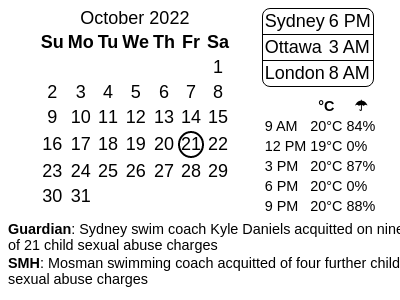 October 2022
Su Mo Tu We Th Fr Sa
1
2 3 4 5 6 7 8
9 10 11 12 13 14 15
16 17 18 19 20 21 22
23 24 25 26 27 28 29
30 31
Sydney 6 PM
Ottawa 3 AM
London 8 AM
°C ☂
9 AM 20°C 84%
12 PM 19°C 0%
3 PM 20°C 87%
6 PM 20°C 0%
9 PM 20°C 88%
Guardian: Sydney swim coach Kyle Daniels acquitted on nine
of 21 child sexual abuse charges
SMH: Mosman swimming coach acquitted of four further child
sexual abuse charges